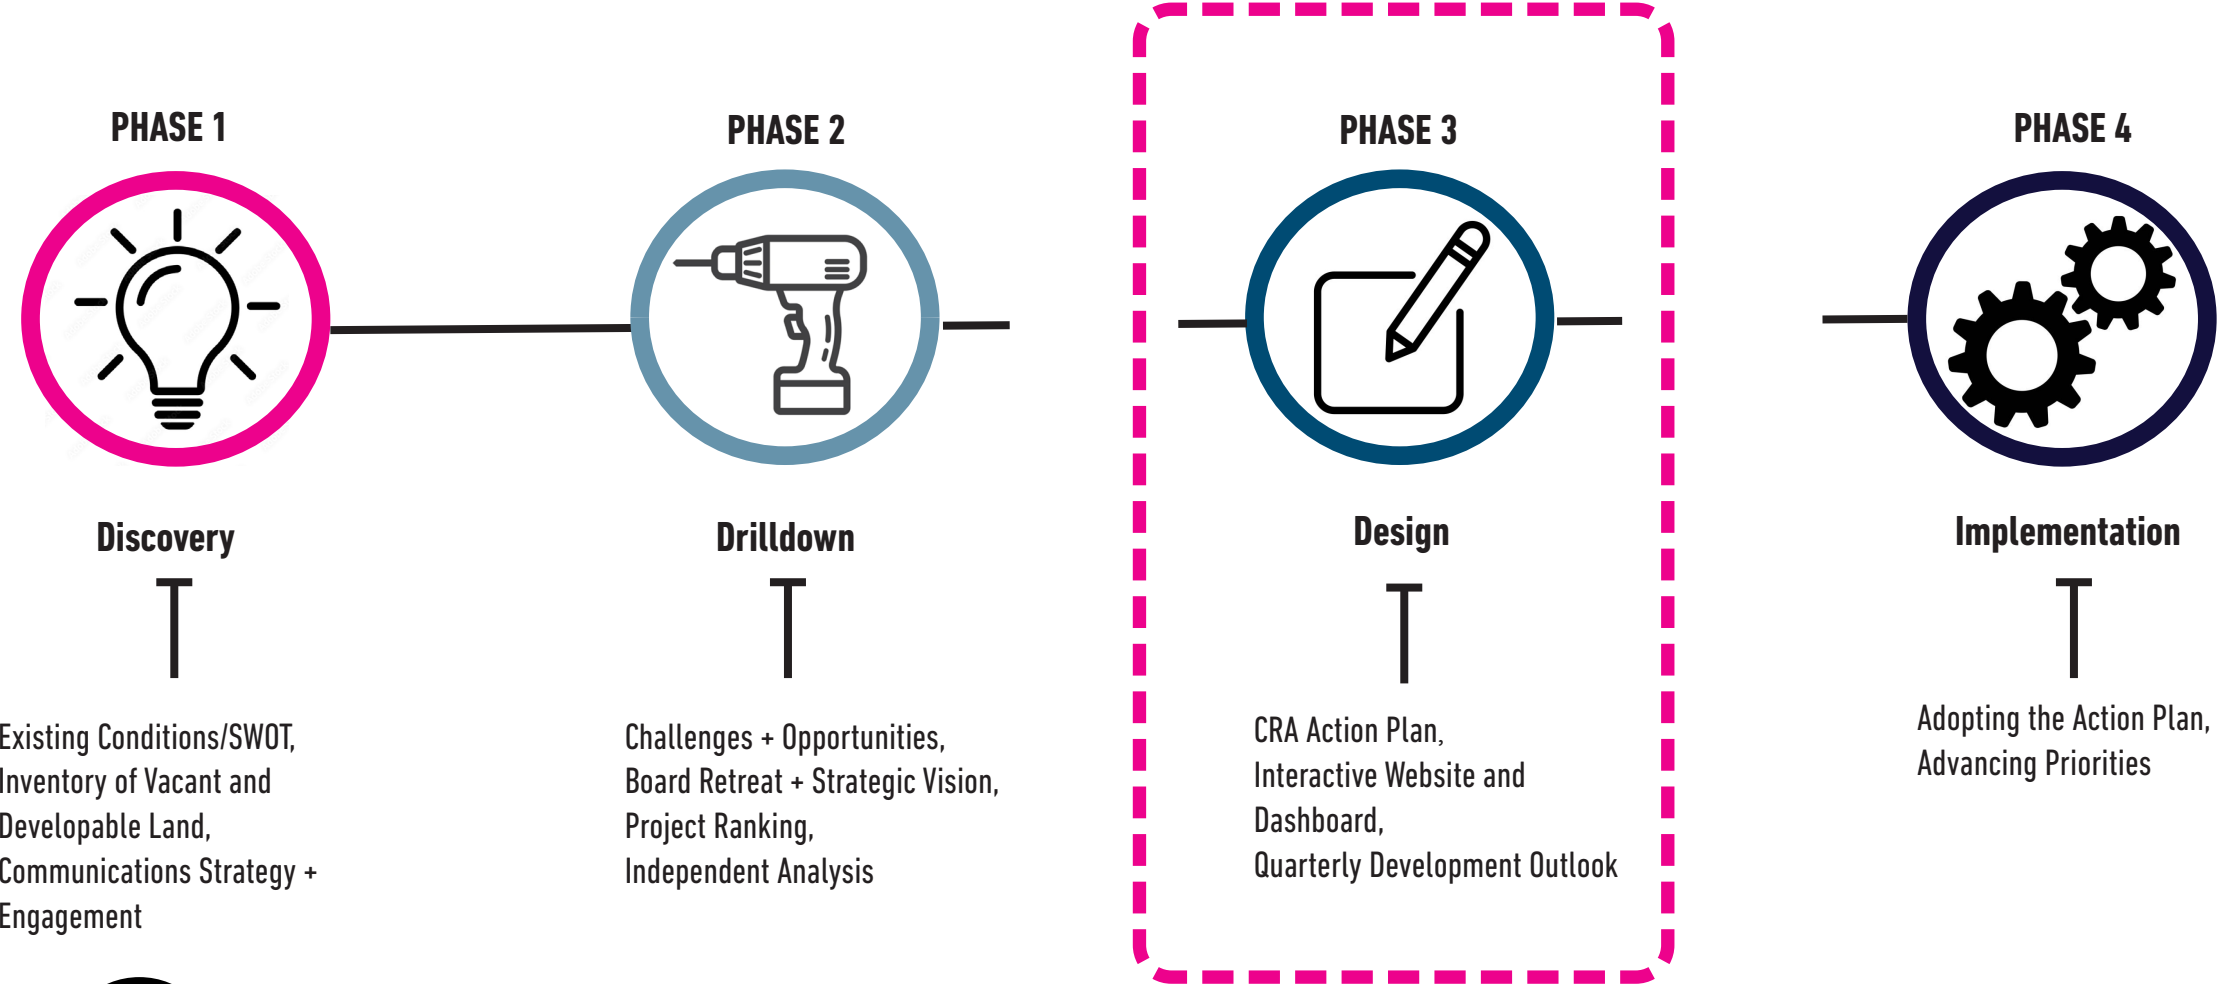 PHASE 1
Discovery
Existing Conditions/SWOT,
Inventory of Vacant and
Developable Land,
Communications Strategy +
Engagement
PHASE 2
Drilldown
Challenges + Opportunities,
Board Retreat + Strategic Vision,
Project Ranking,
Independent Analysis
PHASE 3
Design
CRA Action Plan,
Interactive Website and
Dashboard,
Quarterly Development Outlook
PHASE 4
Implementation
Adopting the Action Plan,
Advancing Priorities